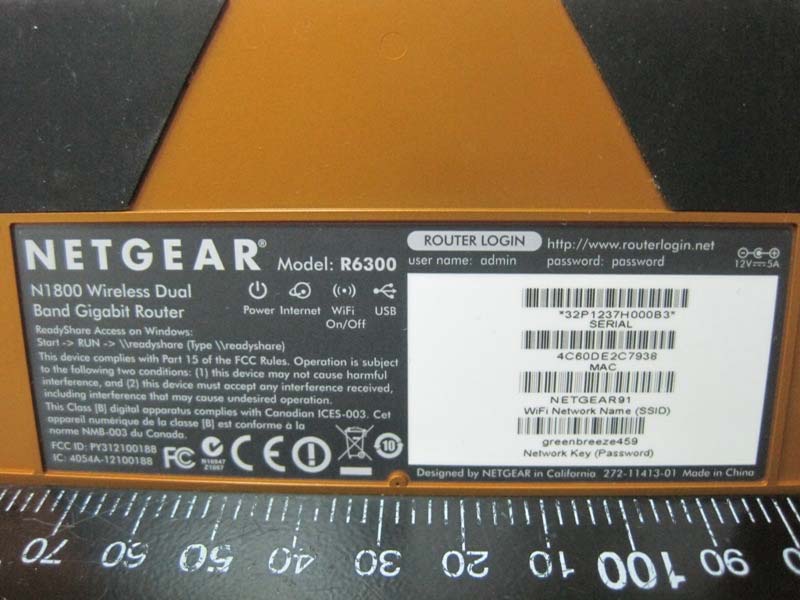 NETGEAR®
Model: R6300
N1800 Wireless Dual
Band Gigabit Router
Power Internet WiFi On/Off USB
ReadyShare Access on Windows:
Start -> RUN -> \\readyshare (Type \\readyshare)
This device complies with Part 15 of the FCC Rules. Operation is subject
to the following two conditions: (1) this device may not cause harmful
interference, and (2) this device must accept any interference received,
including interference that may cause undesired operation.
This Class [B] digital apparatus complies with Canadian ICES-003. Cet
appareil numérique de la classe [B] est conforme à la
norme NMB-003 du Canada.
FCC ID: PY312100188
IC: 4054A-12100188
FC
N10947
Z1057
CE
10
ROUTER LOGIN http://www.routerlogin.net
user name: admin password: password
12V⎓5A
*32P1237H000B3*
SERIAL
4C60DE2C7938
MAC
NETGEAR91
WiFi Network Name (SSID)
greenbreeze459
Network Key (Password)
Designed by NETGEAR in California 272-11413-01 Made in China
70 60 50 40 30 20 10 100 90